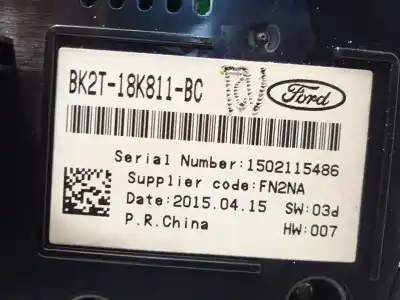 BK2T-18K811-BC
Ford
Serial Number:1502115486
Supplier code:FN2NA
Date:2015.04.15 SW:03d
P.R.China HW:007